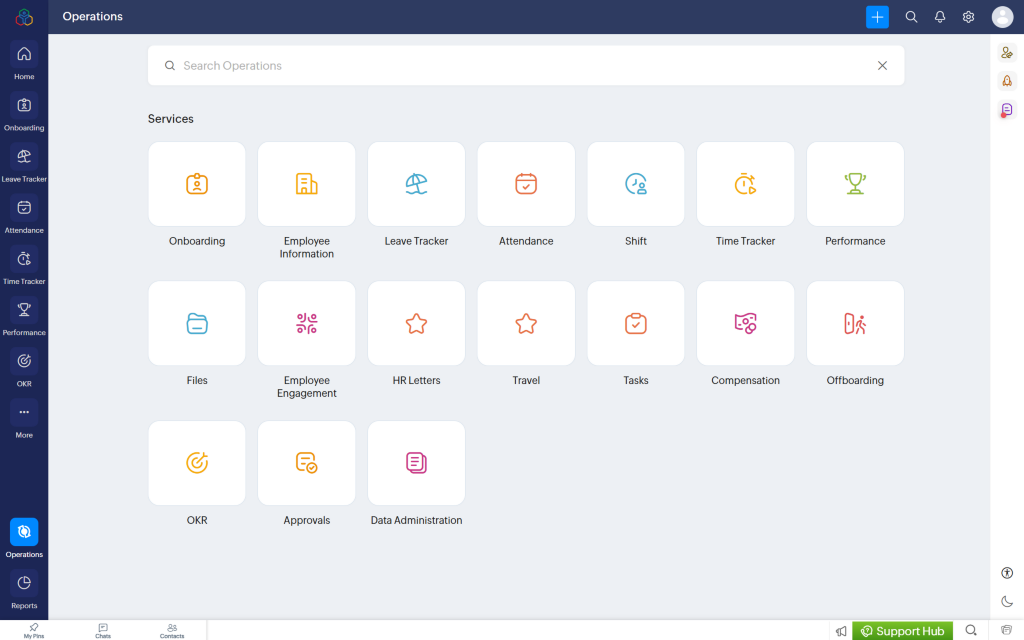 Operations
Search Operations
Home
Onboarding
Leave Tracker
Attendance
Time Tracker
Performance
OKR
More
Operations
Reports
Services
Onboarding
Employee
Information
Leave Tracker
Attendance
Shift
Time Tracker
Performance
Files
Employee
Engagement
HR Letters
Travel
Tasks
Compensation
Offboarding
OKR
Approvals
Data Administration
My Pins
Chats
Contacts
Support Hub